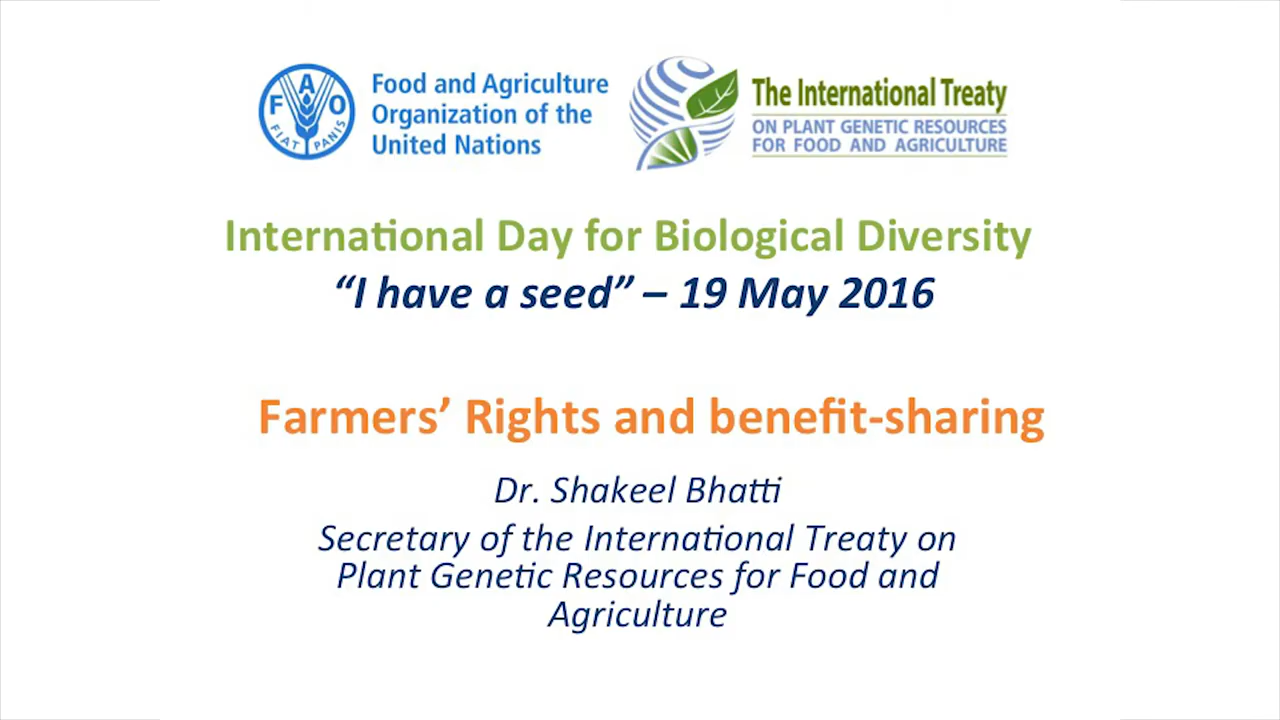 Food and Agriculture
Organization of the
United Nations
F A O
FIAT PANIS
The International Treaty
ON PLANT GENETIC RESOURCES
FOR FOOD AND AGRICULTURE
International Day for Biological Diversity
“I have a seed” – 19 May 2016
Farmers’ Rights and benefit-sharing
Dr. Shakeel Bhatti
Secretary of the International Treaty on
Plant Genetic Resources for Food and
Agriculture